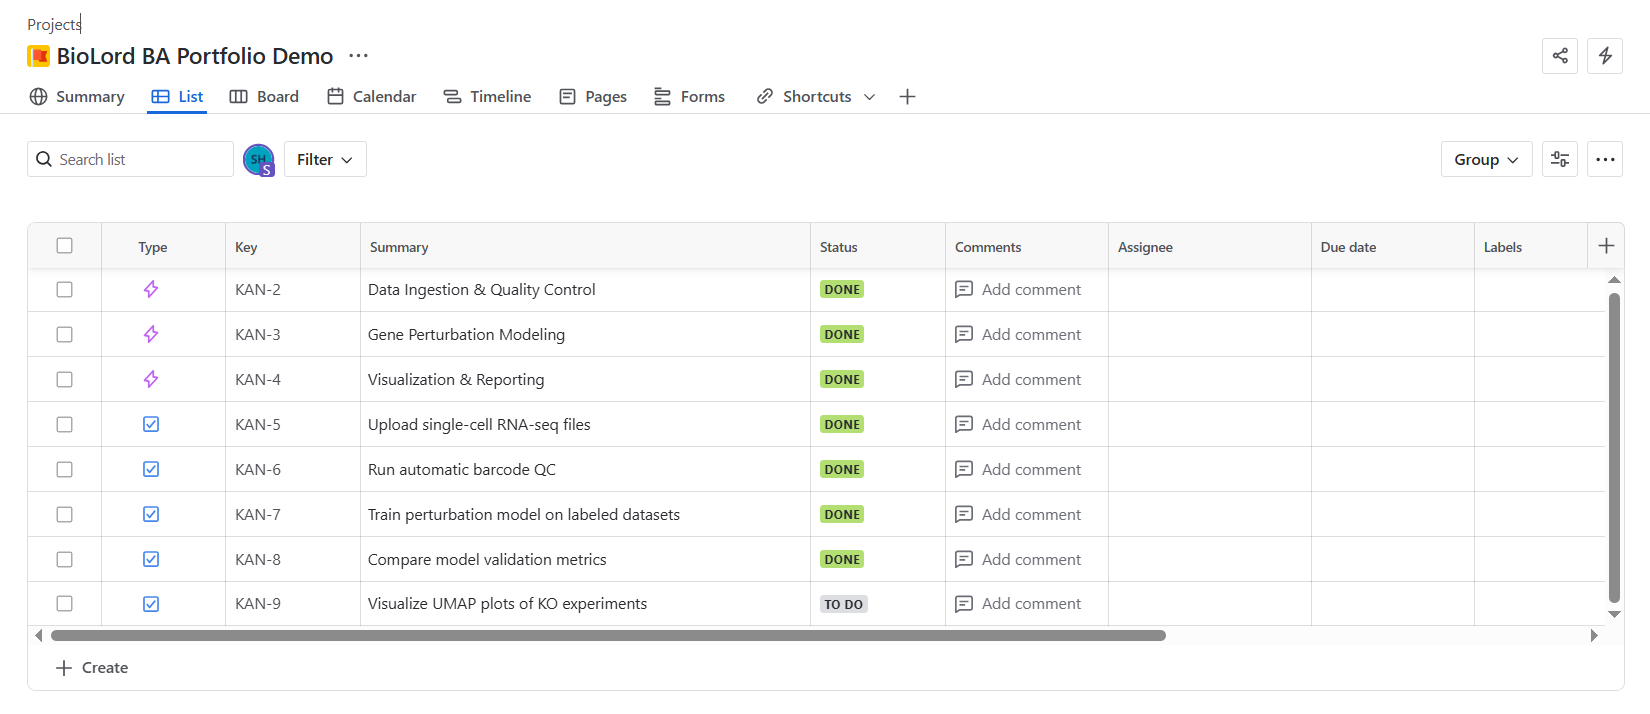 Projects
BioLord BA Portfolio Demo
Summary List Board Calendar Timeline Pages Forms Shortcuts
Search list SH S Filter Group
Type Key Summary Status Comments Assignee Due date Labels
KAN-2 Data Ingestion & Quality Control DONE Add comment
KAN-3 Gene Perturbation Modeling DONE Add comment
KAN-4 Visualization & Reporting DONE Add comment
KAN-5 Upload single-cell RNA-seq files DONE Add comment
KAN-6 Run automatic barcode QC DONE Add comment
KAN-7 Train perturbation model on labeled datasets DONE Add comment
KAN-8 Compare model validation metrics DONE Add comment
KAN-9 Visualize UMAP plots of KO experiments TO DO Add comment
Create